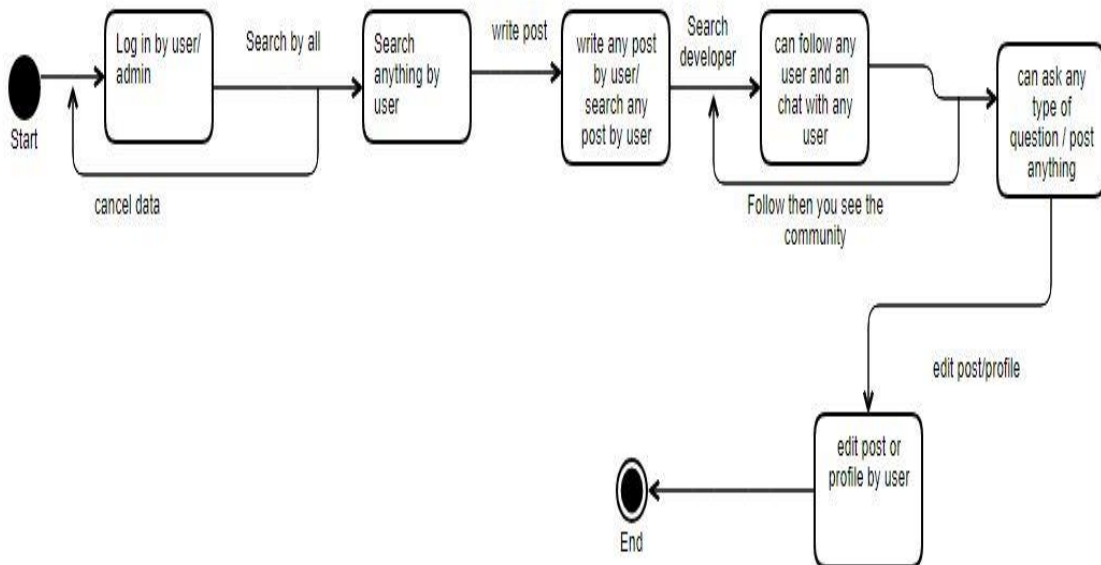 Start
Log in by user/
admin
Search by all
cancel data
Search
anything by
user
write post
write any post
by user/
search any
post by user
Search
developer
can follow any
user and an
chat with any
user
Follow then you see the
community
can ask any
type of
question / post
anything
edit post/profile
edit post or
profile by user
End